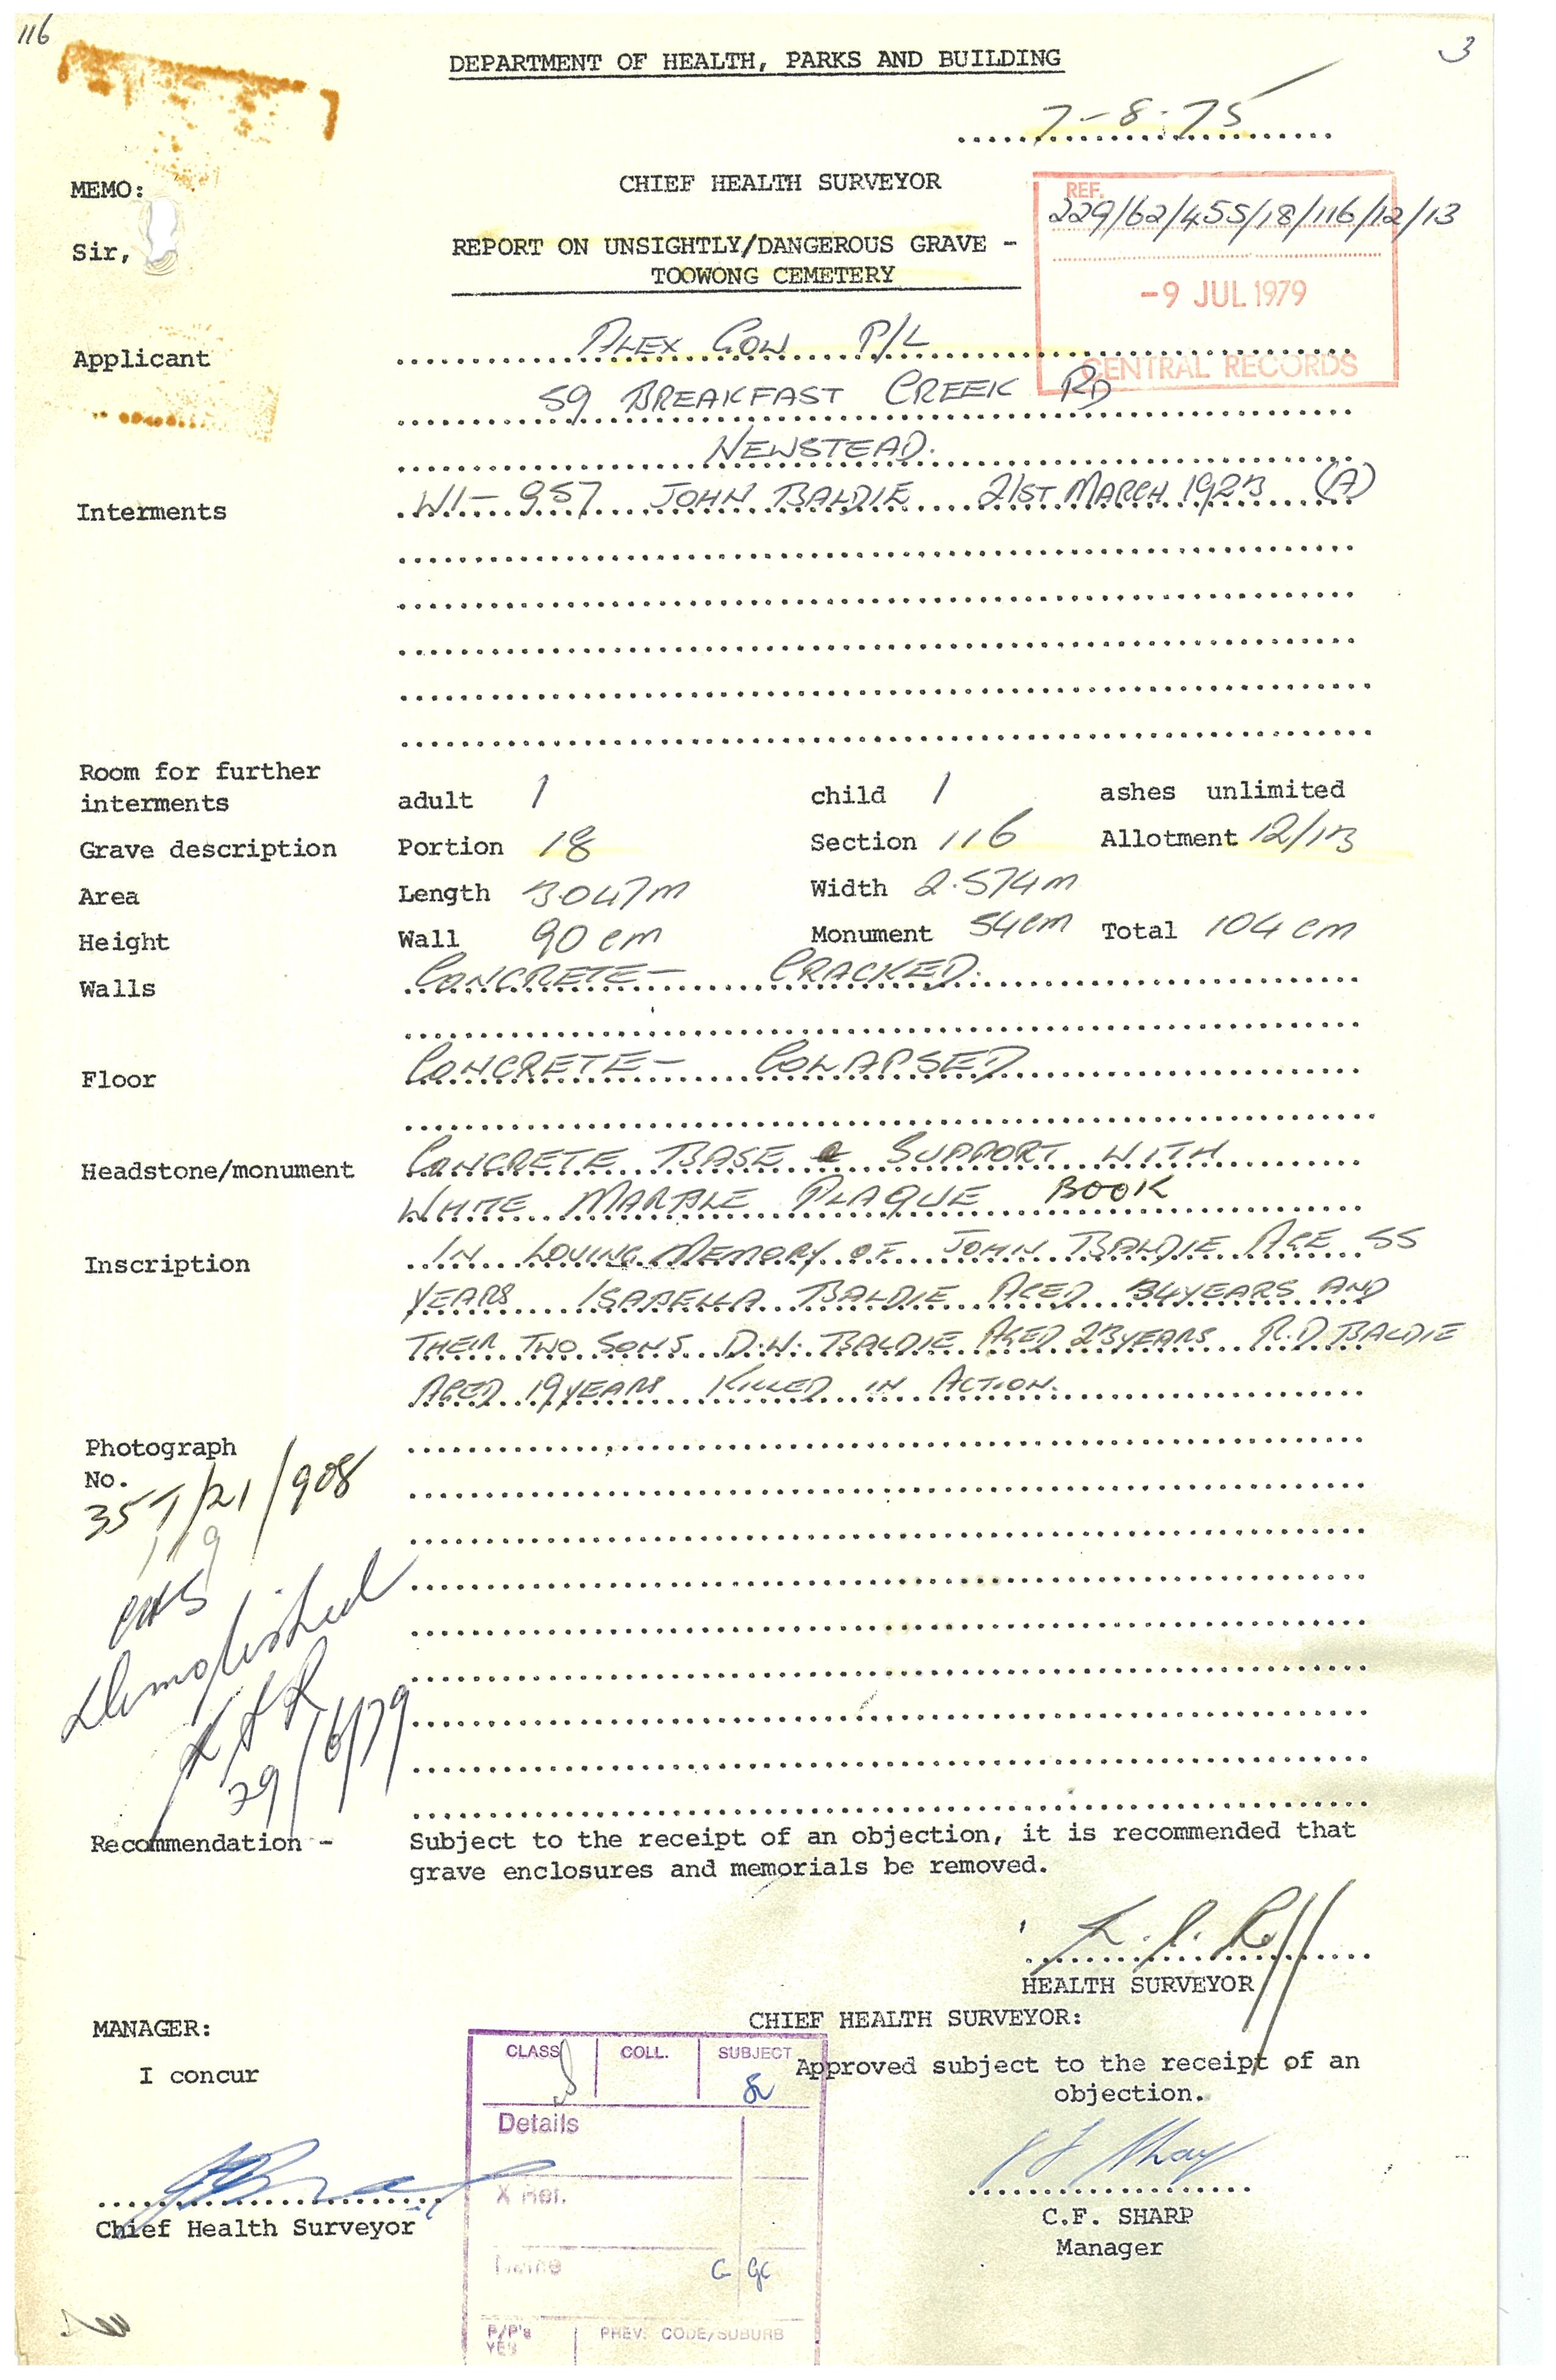 116
3
DEPARTMENT OF HEALTH, PARKS AND BUILDING
7-8-75
MEMO:
CHIEF HEALTH SURVEYOR
REF.
229/62/455/18/116/12/13
Sir,
REPORT ON UNSIGHTLY/DANGEROUS GRAVE -
TOOWONG CEMETERY
-9 JUL 1979
CENTRAL RECORDS
Applicant ALEX GOW P/L
59 BREAKFAST CREEK RD
NEWSTEAD.
Interments WI-957 JOHN BALDIE 21ST MARCH 1923 (A)
Room for further
interments adult 1 child 1 ashes unlimited
Grave description Portion 18 Section 116 Allotment 12/13
Area Length 3.047m Width 2.574m
Height Wall 90 cm Monument 54cm Total 104 cm
Walls CONCRETE - CRACKED.
Floor CONCRETE - COLAPSED
Headstone/monument CONCRETE BASE & SUPPORT WITH
WHITE MARBLE PLAQUE BOOK
Inscription IN LOVING MEMORY OF JOHN BALDIE AGE 55
YEARS ISABELLA BALDIE AGED 34 YEARS AND
THEIR TWO SONS D.W. BALDIE AGED 23 YEARS R.D BALDIE
AGED 19 YEARS KILLED IN ACTION.
Photograph
No.
357/21/908
119
Demolished
29/6/79
Recommendation - Subject to the receipt of an objection, it is recommended that
grave enclosures and memorials be removed.
HEALTH SURVEYOR
MANAGER:
CHIEF HEALTH SURVEYOR:
I concur
Approved subject to the receipt of an
objection.
CLASS COLL. SUBJECT
Details
X Ref.
Name
G GC
P/P's
YES
PREV. CODE/SUBURB
Chief Health Surveyor
C.F. SHARP
Manager